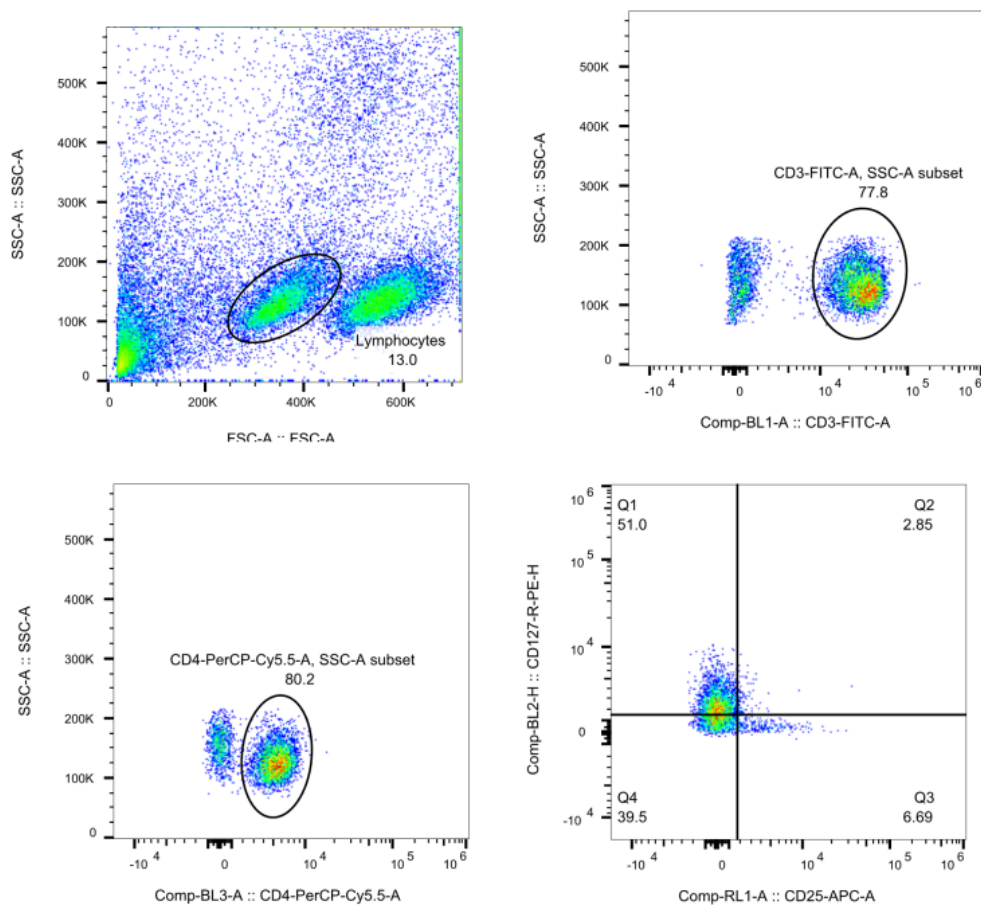 500K
400K
300K
200K
100K
0
SSC-A :: SSC-A
Lymphocytes
13.0
0
200K
400K
600K
FSC-A :: FSC-A
500K
400K
300K
200K
100K
0
SSC-A :: SSC-A
CD3-FITC-A, SSC-A subset
77.8
-10 4
0
10 4
10 5
10 6
Comp-BL1-A :: CD3-FITC-A
500K
400K
300K
200K
100K
0
SSC-A :: SSC-A
CD4-PerCP-Cy5.5-A, SSC-A subset
80.2
-10 4
0
10 4
10 5
10 6
Comp-BL3-A :: CD4-PerCP-Cy5.5-A
10 6
10 5
10 4
0
-10 4
Comp-BL2-H :: CD127-R-PE-H
Q1
51.0
Q2
2.85
Q4
39.5
Q3
6.69
-10 4
0
10 4
10 5
10 6
Comp-RL1-A :: CD25-APC-A